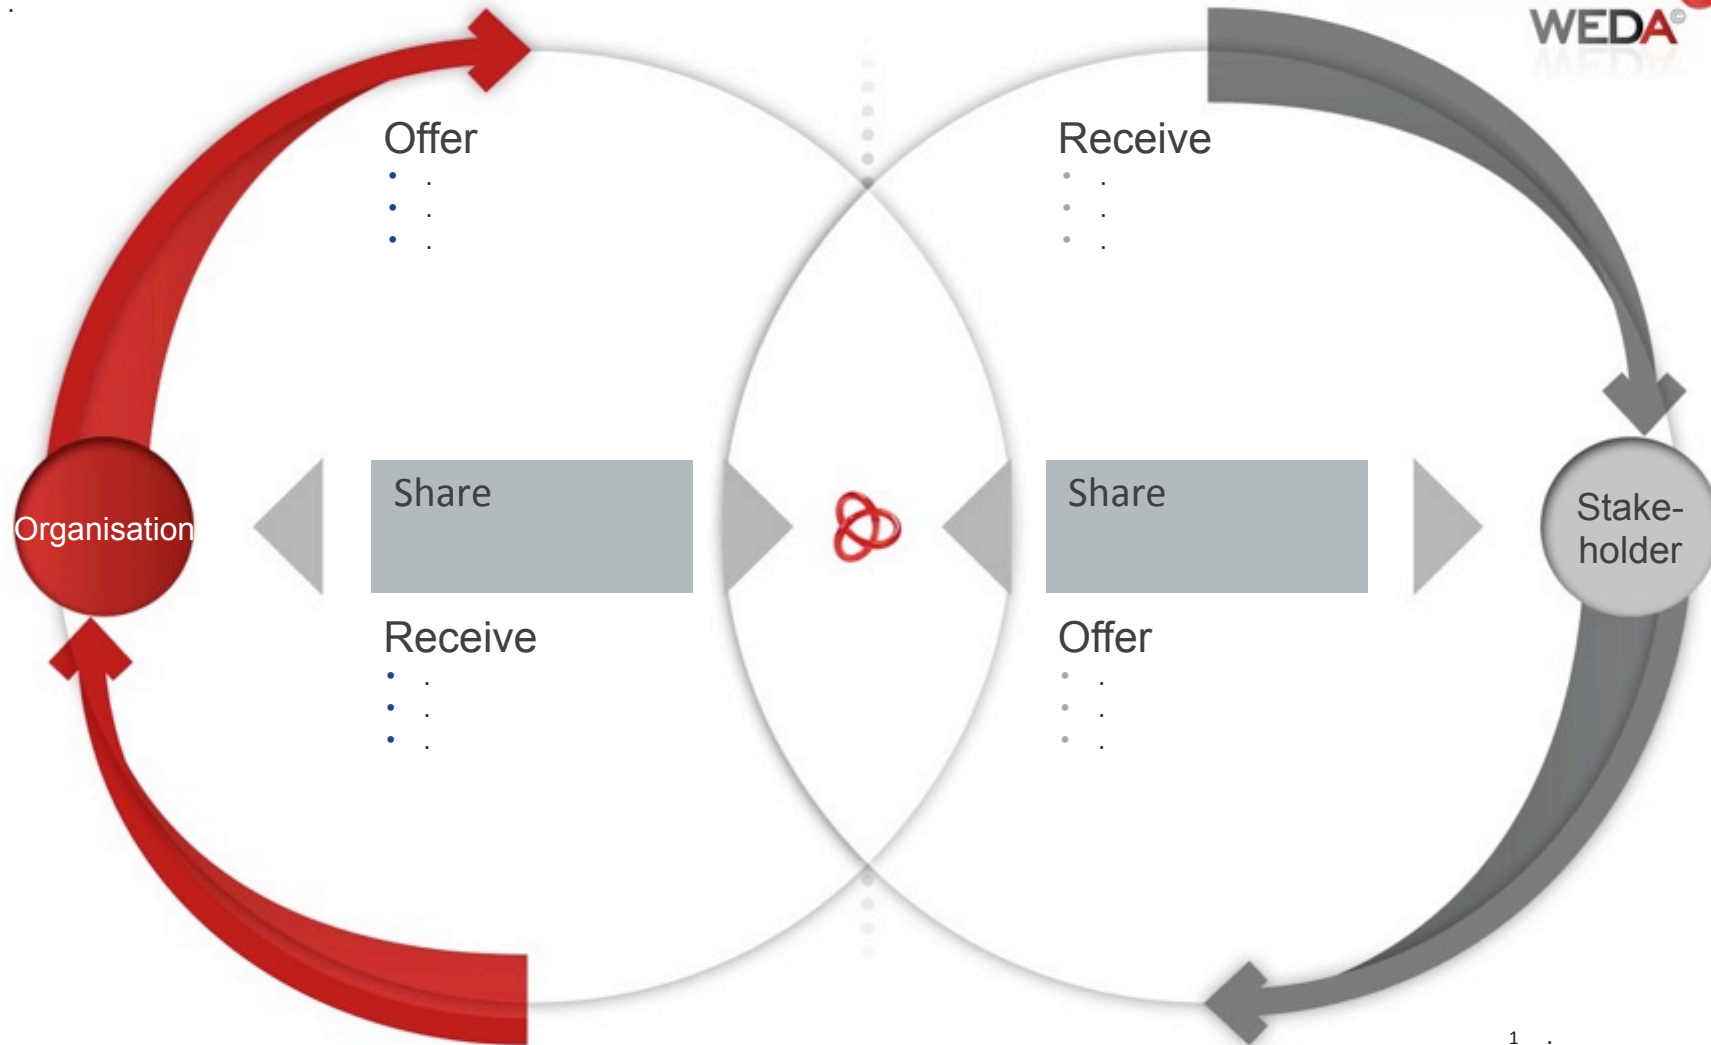 .
WEDA©
Offer
• .
• .
• .
Receive
• .
• .
• .
Organisation
Share
Share
Stake-
holder
Receive
• .
• .
• .
Offer
• .
• .
• .
1 .